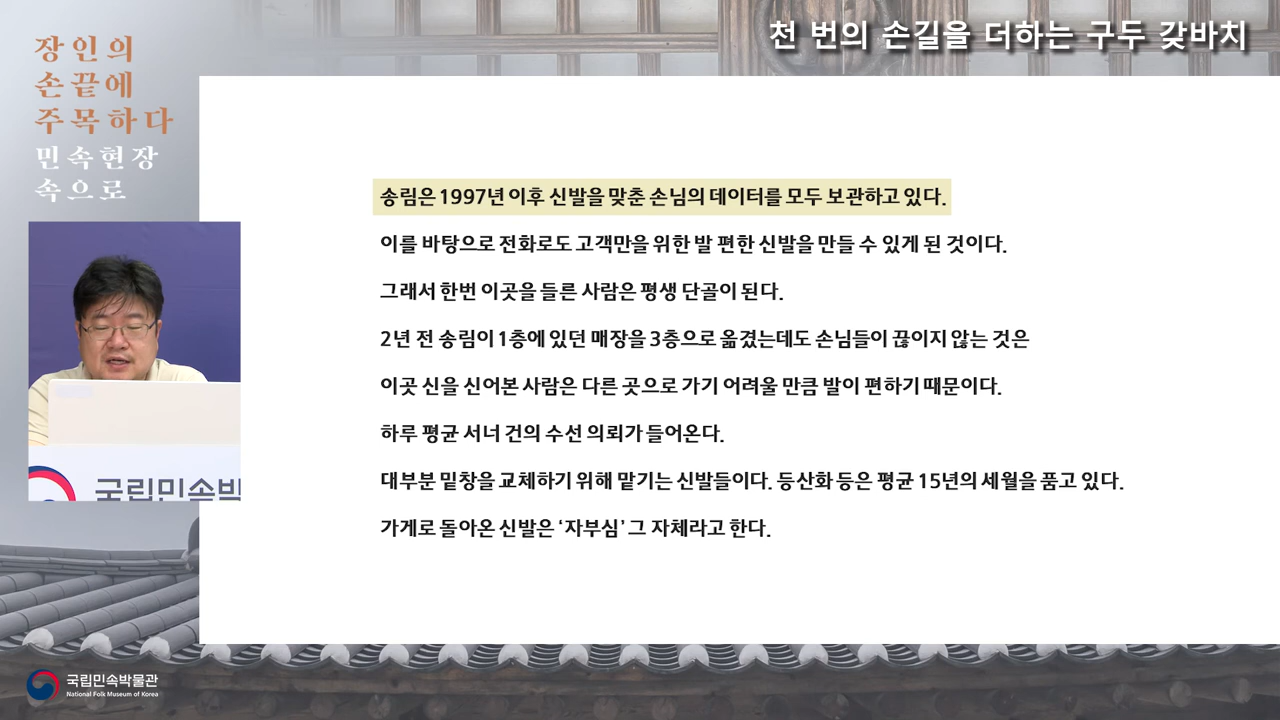 천 번의 손길을 더하는 구두 갖바치
장인의
손끝에
주목하다
민속현장
속으로
송림은 1997년 이후 신발을 맞춘 손님의 데이터를 모두 보관하고 있다.
이를 바탕으로 전화로도 고객만을 위한 발 편한 신발을 만들 수 있게 된 것이다.
그래서 한번 이곳을 들른 사람은 평생 단골이 된다.
2년 전 송림이 1층에 있던 매장을 3층으로 옮겼는데도 손님들이 끊이지 않는 것은
이곳 신을 신어본 사람은 다른 곳으로 가기 어려울 만큼 발이 편하기 때문이다.
하루 평균 서너 건의 수선 의뢰가 들어온다.
대부분 밑창을 교체하기 위해 맡기는 신발들이다. 등산화 등은 평균 15년의 세월을 품고 있다.
가게로 돌아온 신발은 ‘자부심’ 그 자체라고 한다.
국립민속박
국립민속박물관
National Folk Museum of Korea